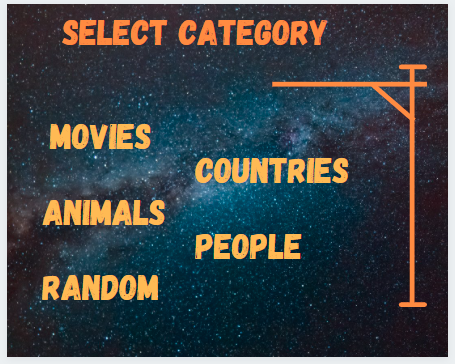 SELECT CATEGORY
MOVIES
COUNTRIES
ANIMALS
PEOPLE
RANDOM